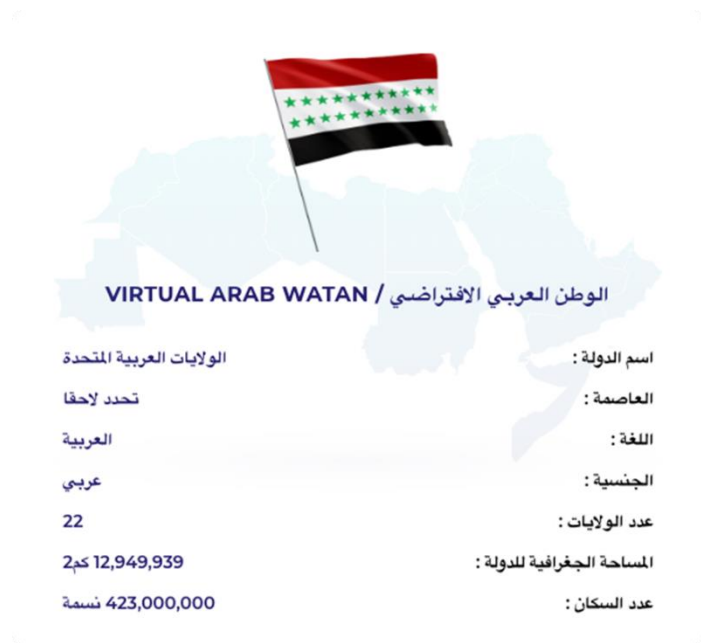 الوطن العربي الافتراضي / VIRTUAL ARAB WATAN
اسم الدولة : الولايات العربية المتحدة
العاصمة : تحدد لاحقا
اللغة : العربية
الجنسية : عربي
عدد الولايات : 22
المساحة الجغرافية للدولة : 12,949,939 كم2
عدد السكان : 423,000,000 نسمة